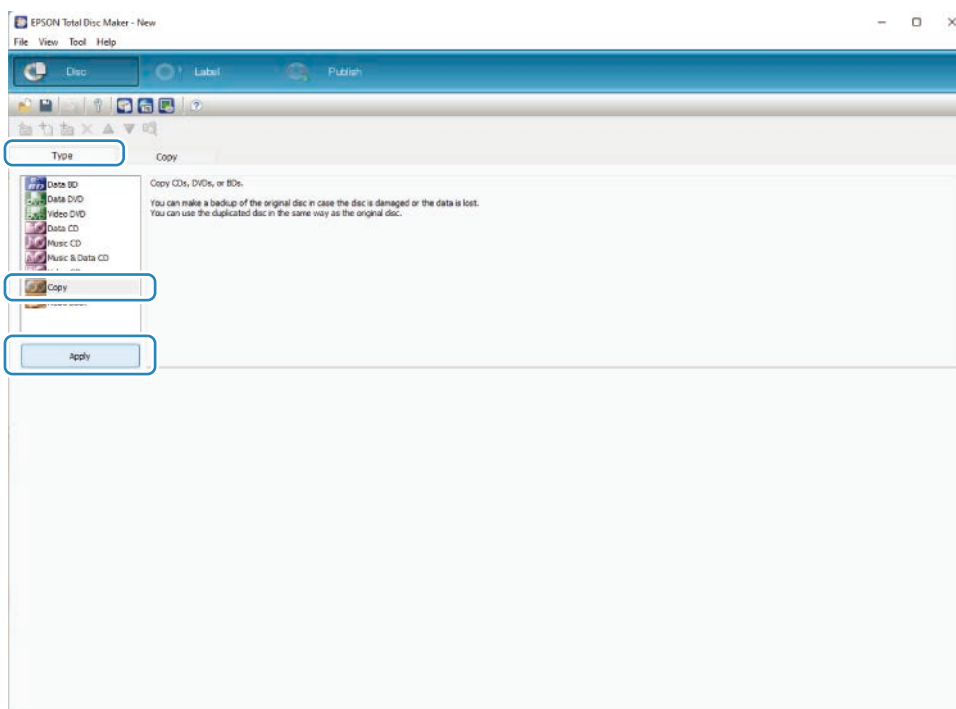 EPSON Total Disc Maker - New
File View Tool Help
Disc Label Publish
Type Copy
Data BD
Data DVD
Video DVD
Data CD
Music CD
Music & Data CD
Copy
Apply
Copy CDs, DVDs, or BDs.
You can make a backup of the original disc in case the disc is damaged or the data is lost.
You can use the duplicated disc in the same way as the original disc.